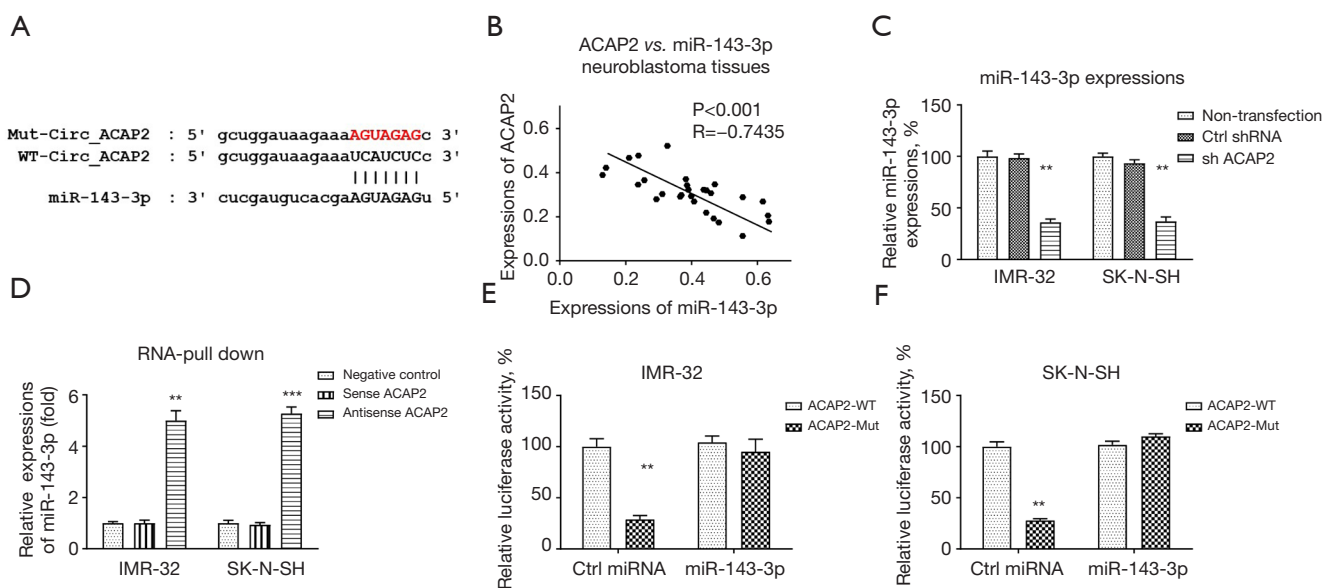 A
Mut-Circ_ACAP2 : 5' gcuggauaagaaaAGUAGAGc 3'
WT-Circ_ACAP2 : 5' gcuggauaagaaaUCAUCUCc 3'
miR-143-3p : 3' cucgaugucacgaAGUAGAGu 5'
B
ACAP2 vs. miR-143-3p
neuroblastoma tissues
P<0.001
R=−0.7435
Expressions of ACAP2
0.6
0.4
0.2
0.0
0.0 0.2 0.4 0.6
Expressions of miR-143-3p
C
miR-143-3p expressions
Relative miR-143-3p
expressions, %
150
100
50
0
** **
IMR-32 SK-N-SH
Non-transfection
Ctrl shRNA
sh ACAP2
D
RNA-pull down
Relative expressions
of miR-143-3p (fold)
6
4
2
0
** ***
IMR-32 SK-N-SH
Negative control
Sense ACAP2
Antisense ACAP2
E
IMR-32
Relative luciferase activity, %
150
100
50
0
**
Ctrl miRNA miR-143-3p
ACAP2-WT
ACAP2-Mut
F
SK-N-SH
Relative luciferase activity, %
150
100
50
0
**
Ctrl miRNA miR-143-3p
ACAP2-WT
ACAP2-Mut